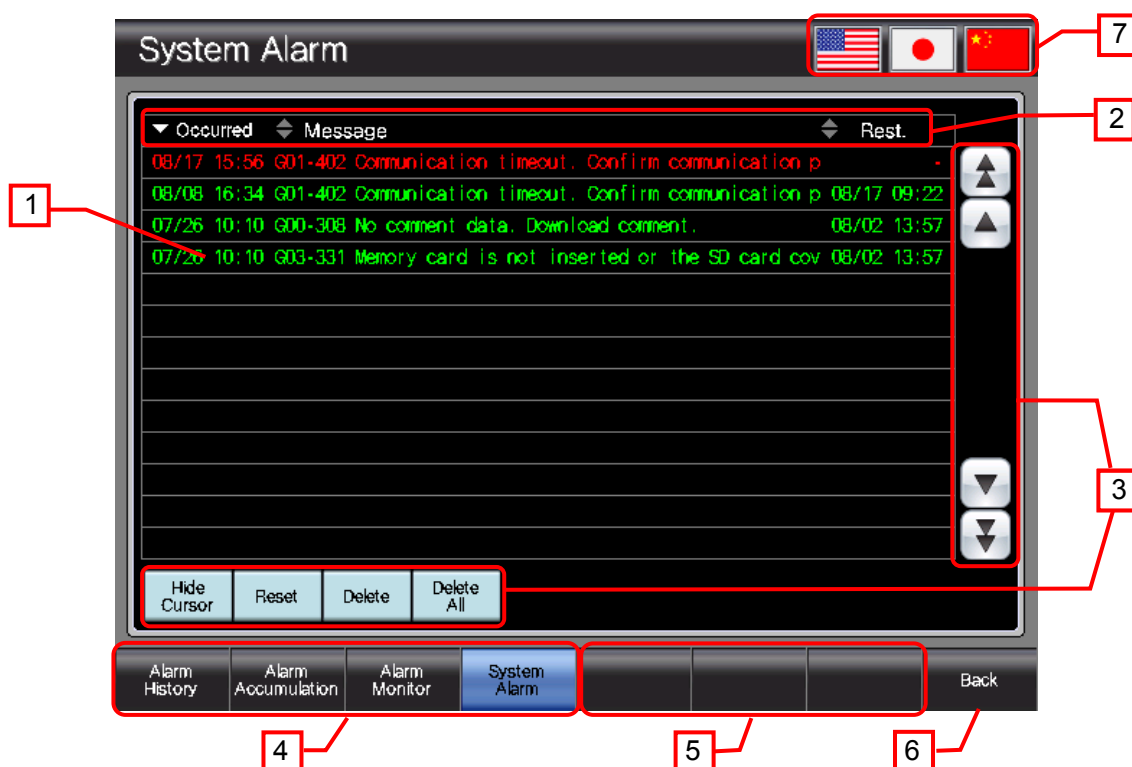 System Alarm
7
Occurred Message Rest.
2
08/17 15:56 G01-402 Communication timeout. Confirm communication p -
08/08 16:34 G01-402 Communication timeout. Confirm communication p 08/17 09:22
1
07/26 10:10 G00-308 No comment data. Download comment. 08/02 13:57
07/26 10:10 G03-331 Memory card is not inserted or the SD card cov 08/02 13:57
3
Hide
Cursor
Reset
Delete
Delete
All
Alarm
History
Alarm
Accumulation
Alarm
Monitor
System
Alarm
Back
4
5
6